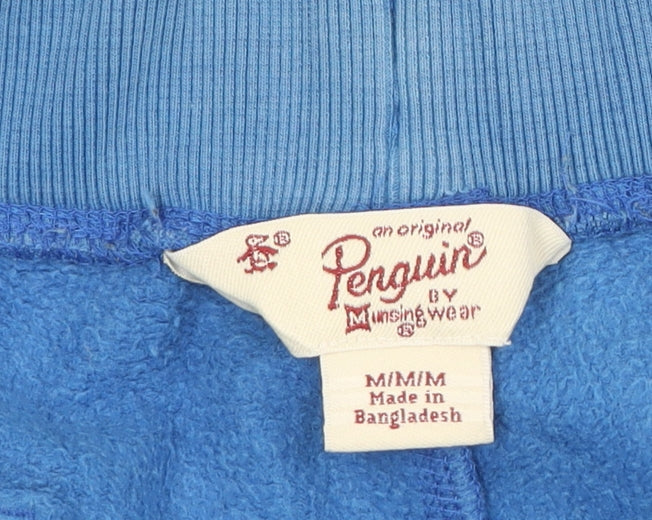 an original
Penguin®
BY
Munsingwear®
®
M/M/M
Made in
Bangladesh